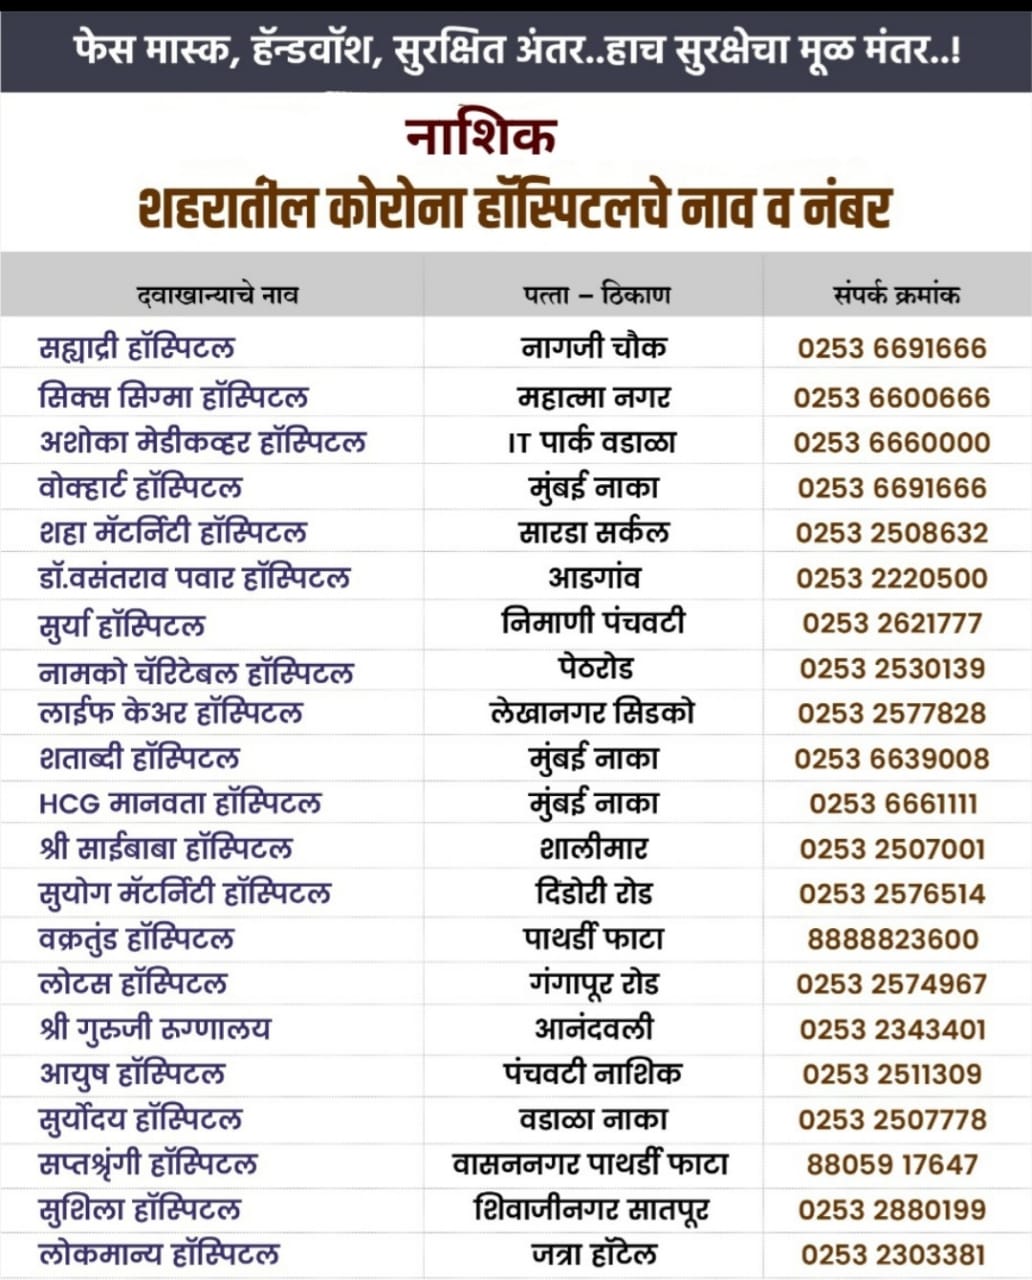 फेस मास्क, हॅन्डवॉश, सुरक्षित अंतर..हाच सुरक्षेचा मूळ मंतर..!
नाशिक
शहरातील कोरोना हॉस्पिटलचे नाव व नंबर
दवाखान्याचे नाव पत्ता – ठिकाण संपर्क क्रमांक
सह्याद्री हॉस्पिटल नागजी चौक 0253 6691666
सिक्स सिग्मा हॉस्पिटल महात्मा नगर 0253 6600666
अशोका मेडीकव्हर हॉस्पिटल IT पार्क वडाळा 0253 6660000
वोक्हार्ट हॉस्पिटल मुंबई नाका 0253 6691666
शहा मॅटर्निटी हॉस्पिटल सारडा सर्कल 0253 2508632
डॉ.वसंतराव पवार हॉस्पिटल आडगांव 0253 2220500
सुर्या हॉस्पिटल निमाणी पंचवटी 0253 2621777
नामको चॅरिटेबल हॉस्पिटल पेठरोड 0253 2530139
लाईफ केअर हॉस्पिटल लेखानगर सिडको 0253 2577828
शताब्दी हॉस्पिटल मुंबई नाका 0253 6639008
HCG मानवता हॉस्पिटल मुंबई नाका 0253 6661111
श्री साईबाबा हॉस्पिटल शालीमार 0253 2507001
सुयोग मॅटर्निटी हॉस्पिटल दिंडोरी रोड 0253 2576514
वक्रतुंड हॉस्पिटल पाथर्डी फाटा 8888823600
लोटस हॉस्पिटल गंगापूर रोड 0253 2574967
श्री गुरुजी रूग्णालय आनंदवली 0253 2343401
आयुष हॉस्पिटल पंचवटी नाशिक 0253 2511309
सुर्योदय हॉस्पिटल वडाळा नाका 0253 2507778
सप्तश्रृंगी हॉस्पिटल वासननगर पाथर्डी फाटा 88059 17647
सुशिला हॉस्पिटल शिवाजीनगर सातपूर 0253 2880199
लोकमान्य हॉस्पिटल जत्रा हॉटेल 0253 2303381